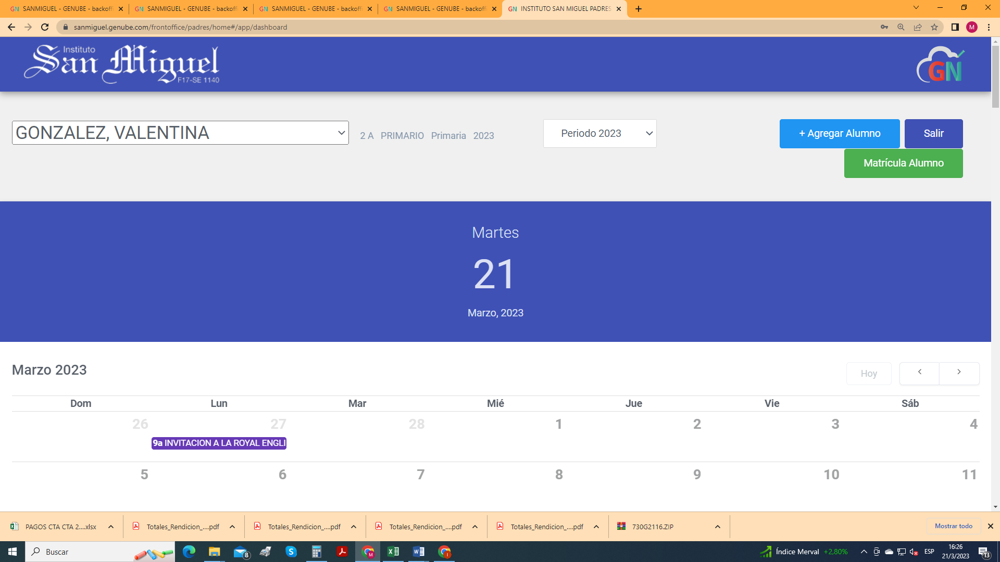 SANMIGUEL - GENUBE - backoffi
SANMIGUEL - GENUBE - backoffi
SANMIGUEL - GENUBE - backoffi
SANMIGUEL - GENUBE - backoffi
INSTITUTO SAN MIGUEL PADRES
sanmiguel.genube.com/frontoffice/padres/home#/app/dashboard
M
Instituto
San Miguel
F17-SE 1140
GN
GONZALEZ, VALENTINA
2 A PRIMARIO Primaria 2023
Periodo 2023
+ Agregar Alumno
Salir
Matrícula Alumno
Martes
21
Marzo, 2023
Marzo 2023
Hoy
Dom Lun Mar Mié Jue Vie Sáb
26 27 28 1 2 3 4
9a INVITACION A LA ROYAL ENGLI
5 6 7 8 9 10 11
PAGOS CTA CTA 2....xlsx
Totales_Rendicion_....pdf
Totales_Rendicion_....pdf
Totales_Rendicion_....pdf
Totales_Rendicion_....pdf
730G2116.ZIP
Mostrar todo
Buscar
8
Índice Merval +2,80%
ESP
16:26
21/3/2023
13